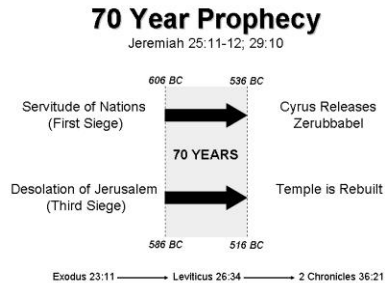 70 Year Prophecy
Jeremiah 25:11-12; 29:10
606 BC 536 BC
Servitude of Nations
(First Siege)
Cyrus Releases
Zerubbabel
70 YEARS
Desolation of Jerusalem
(Third Siege)
Temple is Rebuilt
586 BC 516 BC
Exodus 23:11 Leviticus 26:34 2 Chronicles 36:21